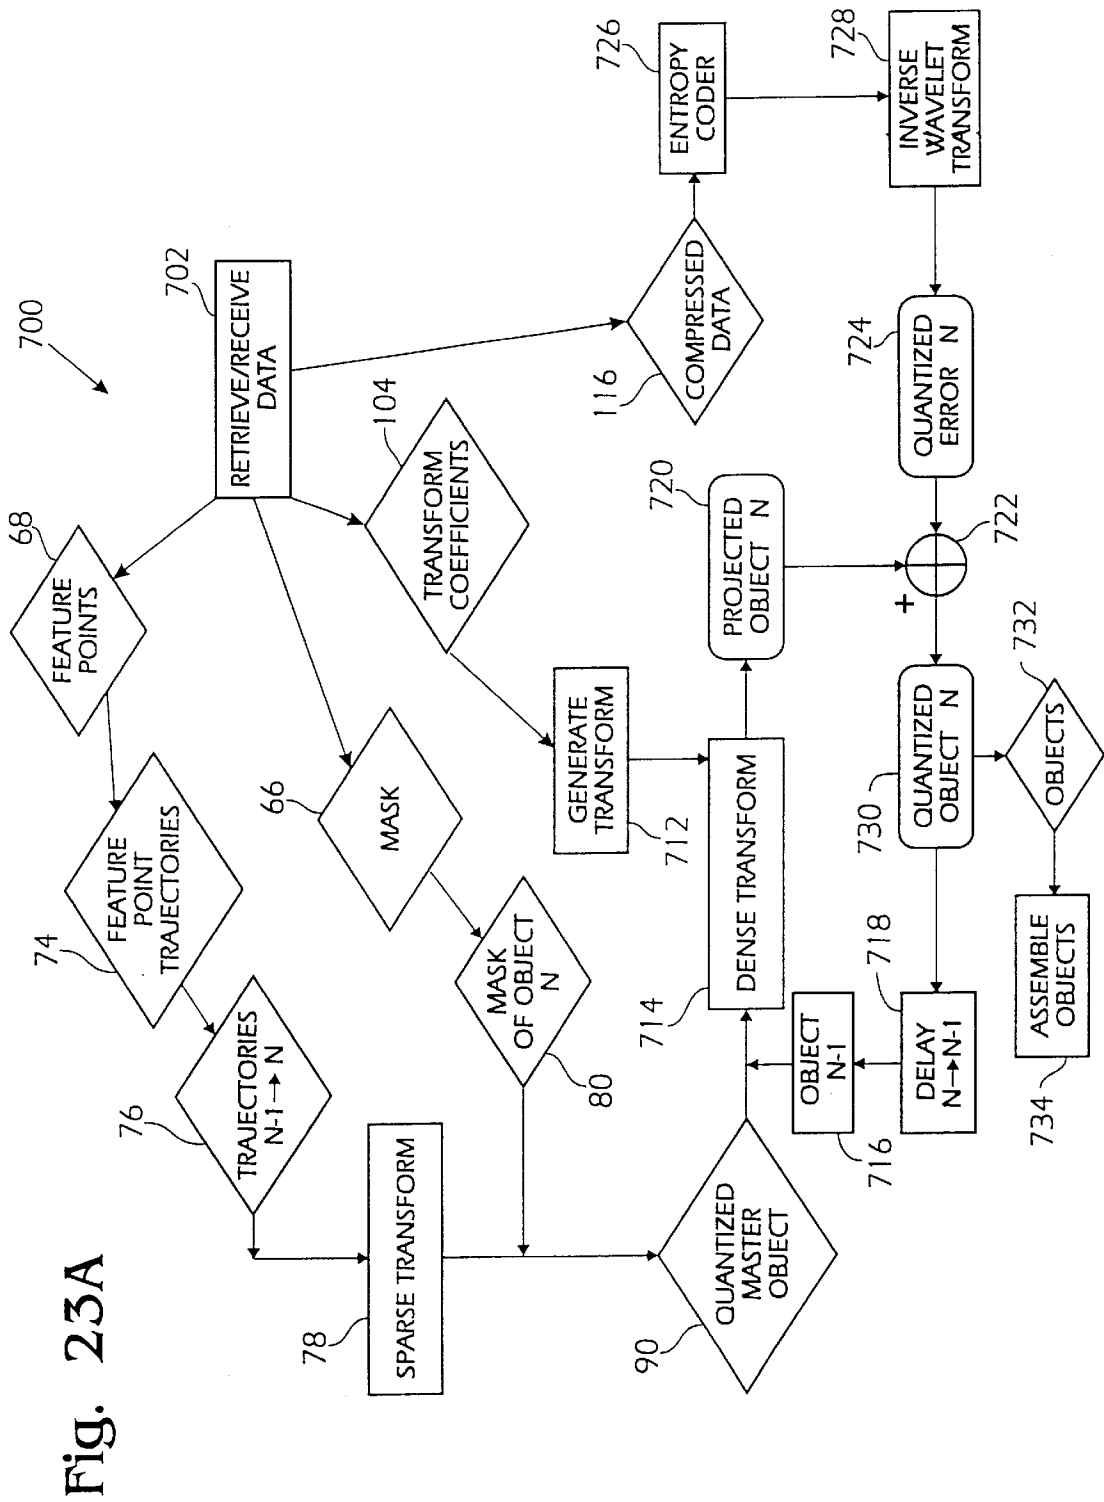 Fig. 23A
700
702
RETRIEVE/RECEIVE
DATA
68
FEATURE
POINTS
74
FEATURE
POINT
TRAJECTORIES
76
TRAJECTORIES
N-1→N
78
SPARSE TRANSFORM
66
MASK
80
MASK
OF OBJECT
N
104
TRANSFORM
COEFFICIENTS
GENERATE
TRANSFORM
712
90
QUANTIZED
MASTER
OBJECT
714
DENSE TRANSFORM
720
PROJECTED
OBJECT N
116
COMPRESSED
DATA
726
ENTROPY
CODER
728
INVERSE
WAVELET
TRANSFORM
724
QUANTIZED
ERROR N
+
722
730
QUANTIZED
OBJECT N
716
OBJECT
N-1
718
DELAY
N→N-1
732
OBJECTS
734
ASSEMBLE
OBJECTS